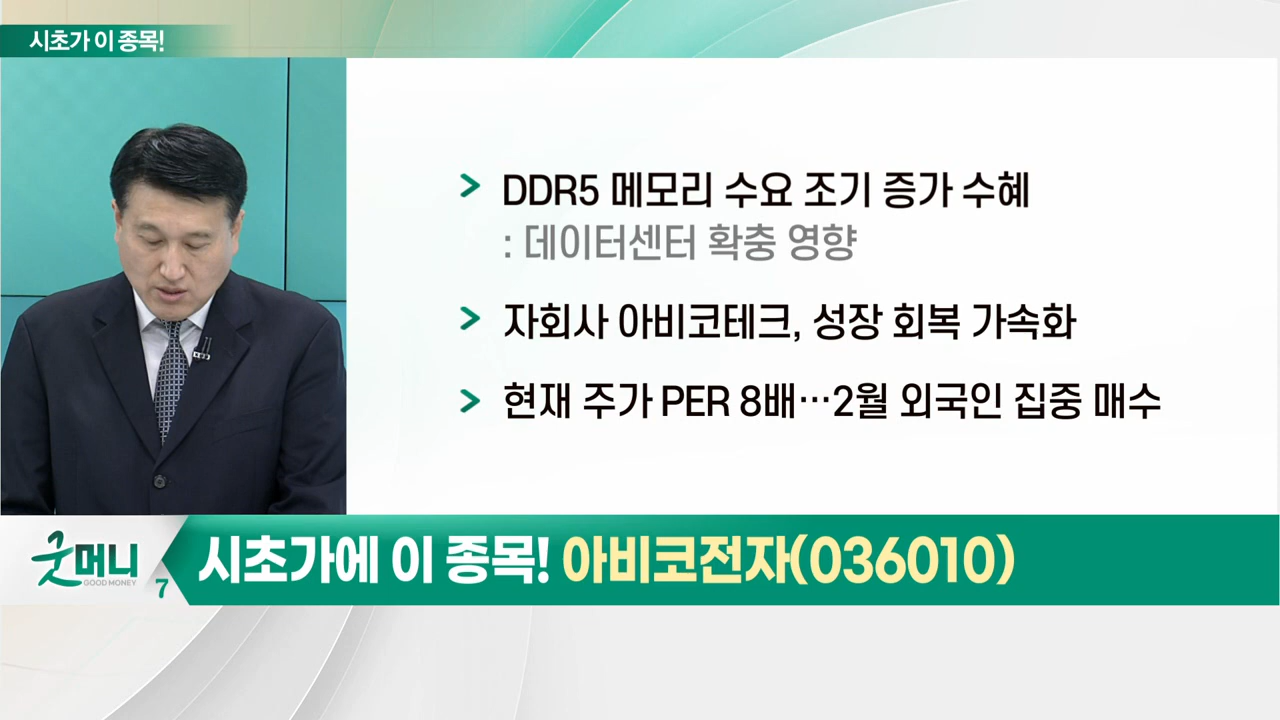 시초가 이 종목!
> DDR5 메모리 수요 조기 증가 수혜
: 데이터센터 확충 영향
> 자회사 아비코테크, 성장 회복 가속화
> 현재 주가 PER 8배…2월 외국인 집중 매수
굿머니
GOOD MONEY
7
시초가에 이 종목! 아비코전자(036010)